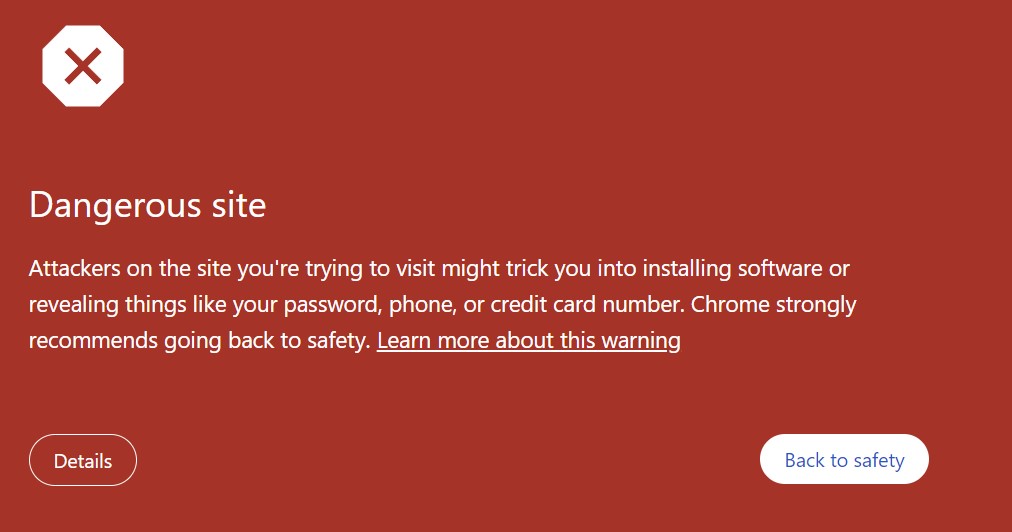 Dangerous site
Attackers on the site you're trying to visit might trick you into installing software or
revealing things like your password, phone, or credit card number. Chrome strongly
recommends going back to safety. Learn more about this warning
Details
Back to safety